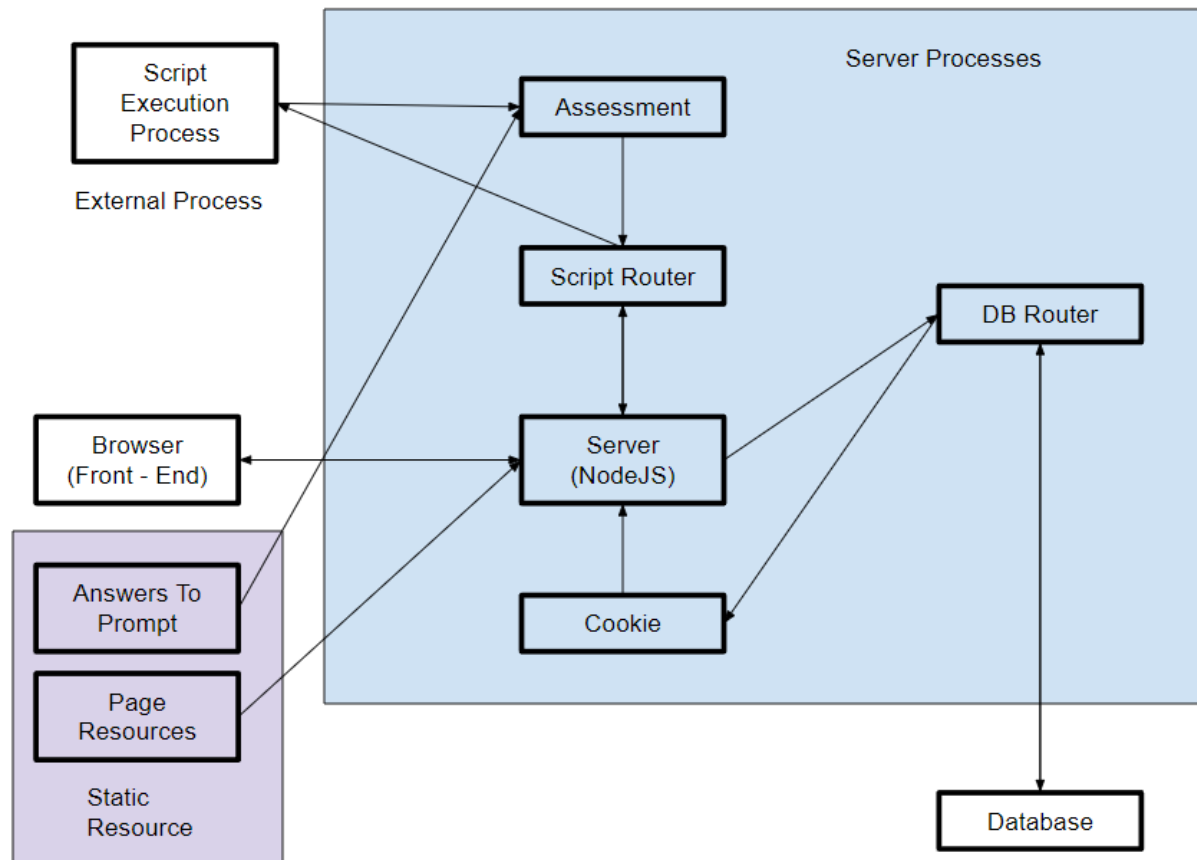 Script
Execution
Process
External Process
Server Processes
Assessment
Script Router
DB Router
Browser
(Front - End)
Server
(NodeJS)
Answers To
Prompt
Cookie
Page
Resources
Static
Resource
Database